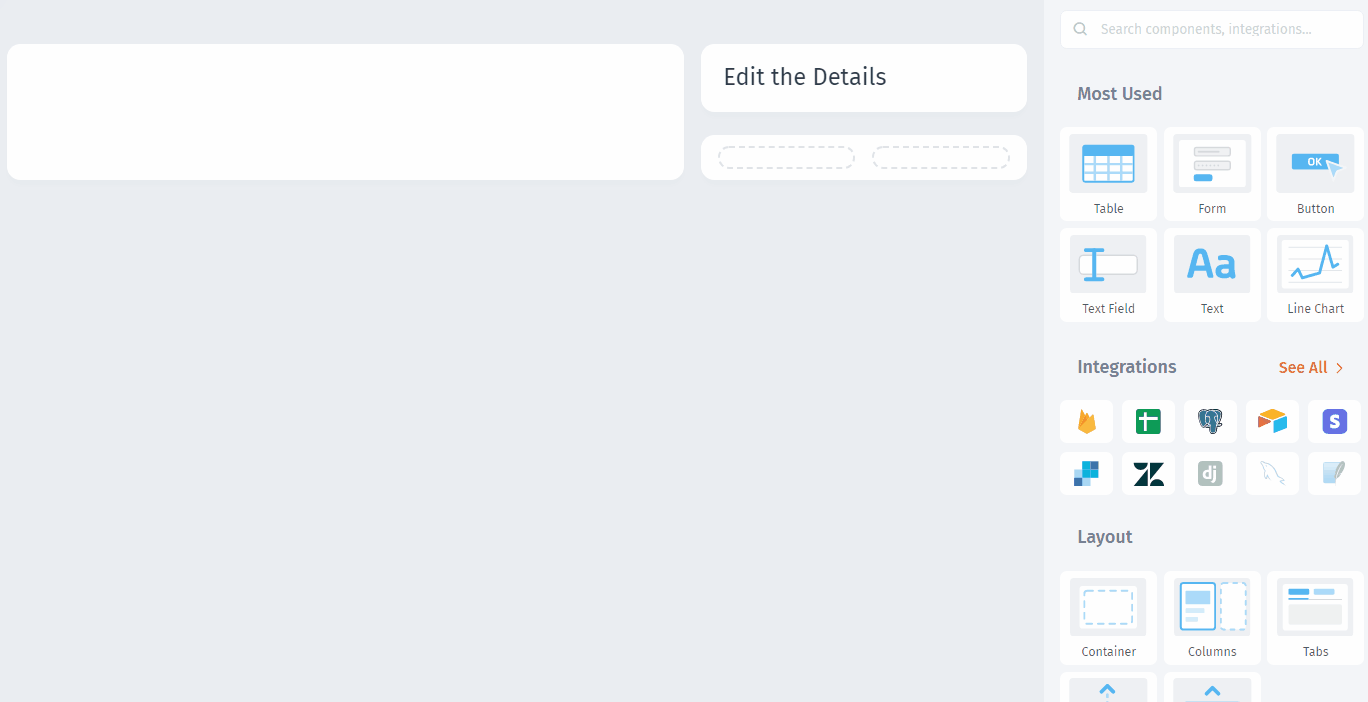 Search components, integrations...
Edit the Details
Most Used
OK
Table
Form
Button
Aa
Text Field
Text
Line Chart
Integrations
See All
S
dj
Layout
Container
Columns
Tabs